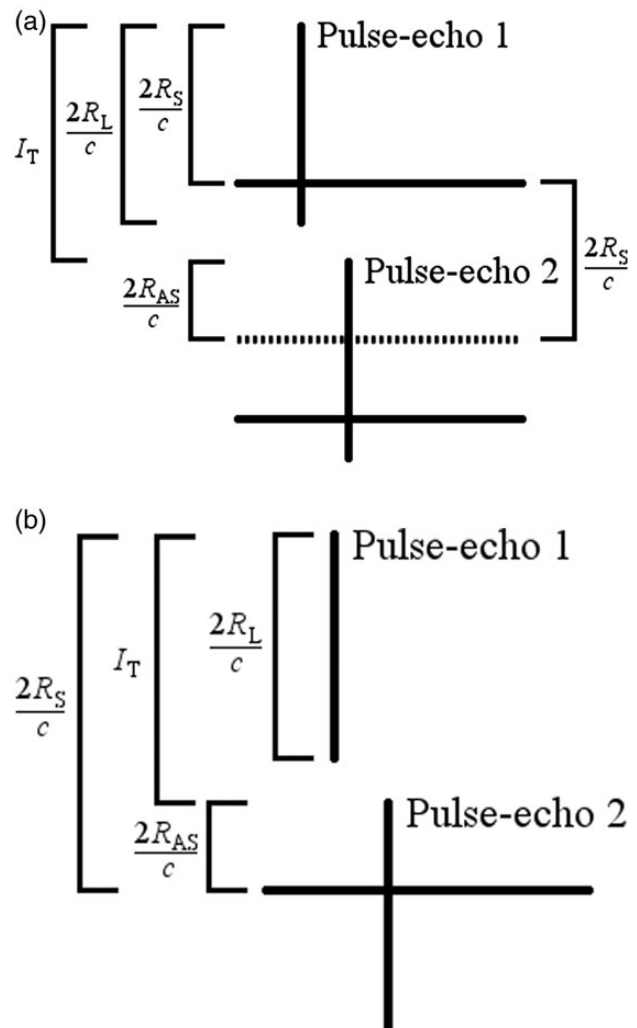 (a)
Pulse-echo 1
2R_S/c
2R_L/c
I_T
2R_S/c
Pulse-echo 2
2R_AS/c
(b)
Pulse-echo 1
2R_L/c
I_T
2R_S/c
Pulse-echo 2
2R_AS/c